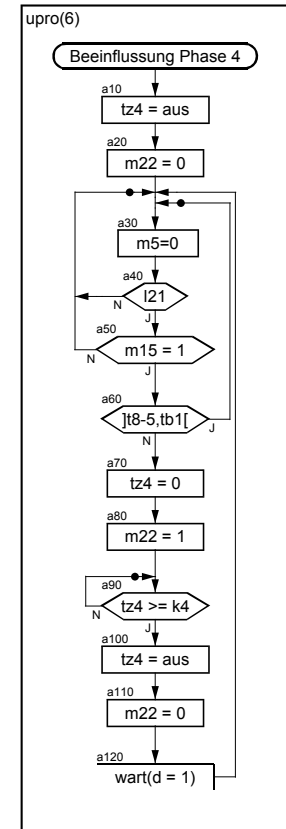 upro(6)
Beeinflussung Phase 4
a10
tz4 = aus
a20
m22 = 0
a30
m5=0
a40
l21
N
J
a50
m15 = 1
N
J
a60
]t8-5,tb1[
J
N
a70
tz4 = 0
a80
m22 = 1
a90
tz4 >= k4
N
J
a100
tz4 = aus
a110
m22 = 0
a120
wart(d = 1)